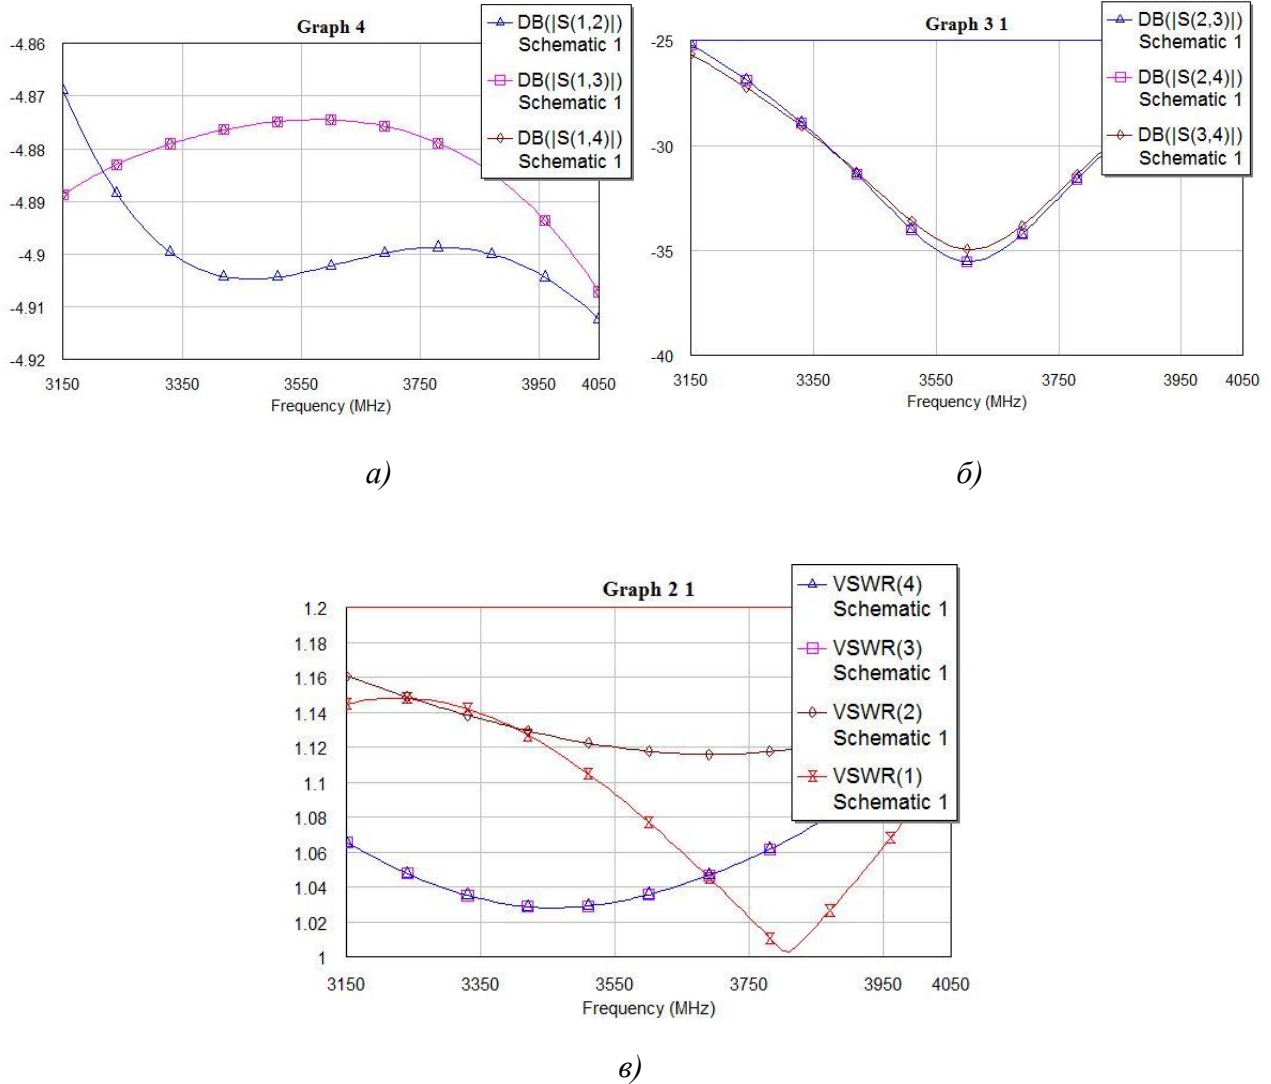 Graph 4
DB(|S(1,2)|)
Schematic 1
DB(|S(1,3)|)
Schematic 1
DB(|S(1,4)|)
Schematic 1
-4.86
-4.87
-4.88
-4.89
-4.9
-4.91
-4.92
3150 3350 3550 3750 3950 4050
Frequency (MHz)
а)
Graph 3 1
DB(|S(2,3)|)
Schematic 1
DB(|S(2,4)|)
Schematic 1
DB(|S(3,4)|)
Schematic 1
-25
-30
-35
-40
3150 3350 3550 3750 3950 4050
Frequency (MHz)
б)
Graph 2 1
VSWR(4)
Schematic 1
VSWR(3)
Schematic 1
VSWR(2)
Schematic 1
VSWR(1)
Schematic 1
1.2
1.18
1.16
1.14
1.12
1.1
1.08
1.06
1.04
1.02
1
3150 3350 3550 3750 3950 4050
Frequency (MHz)
в)